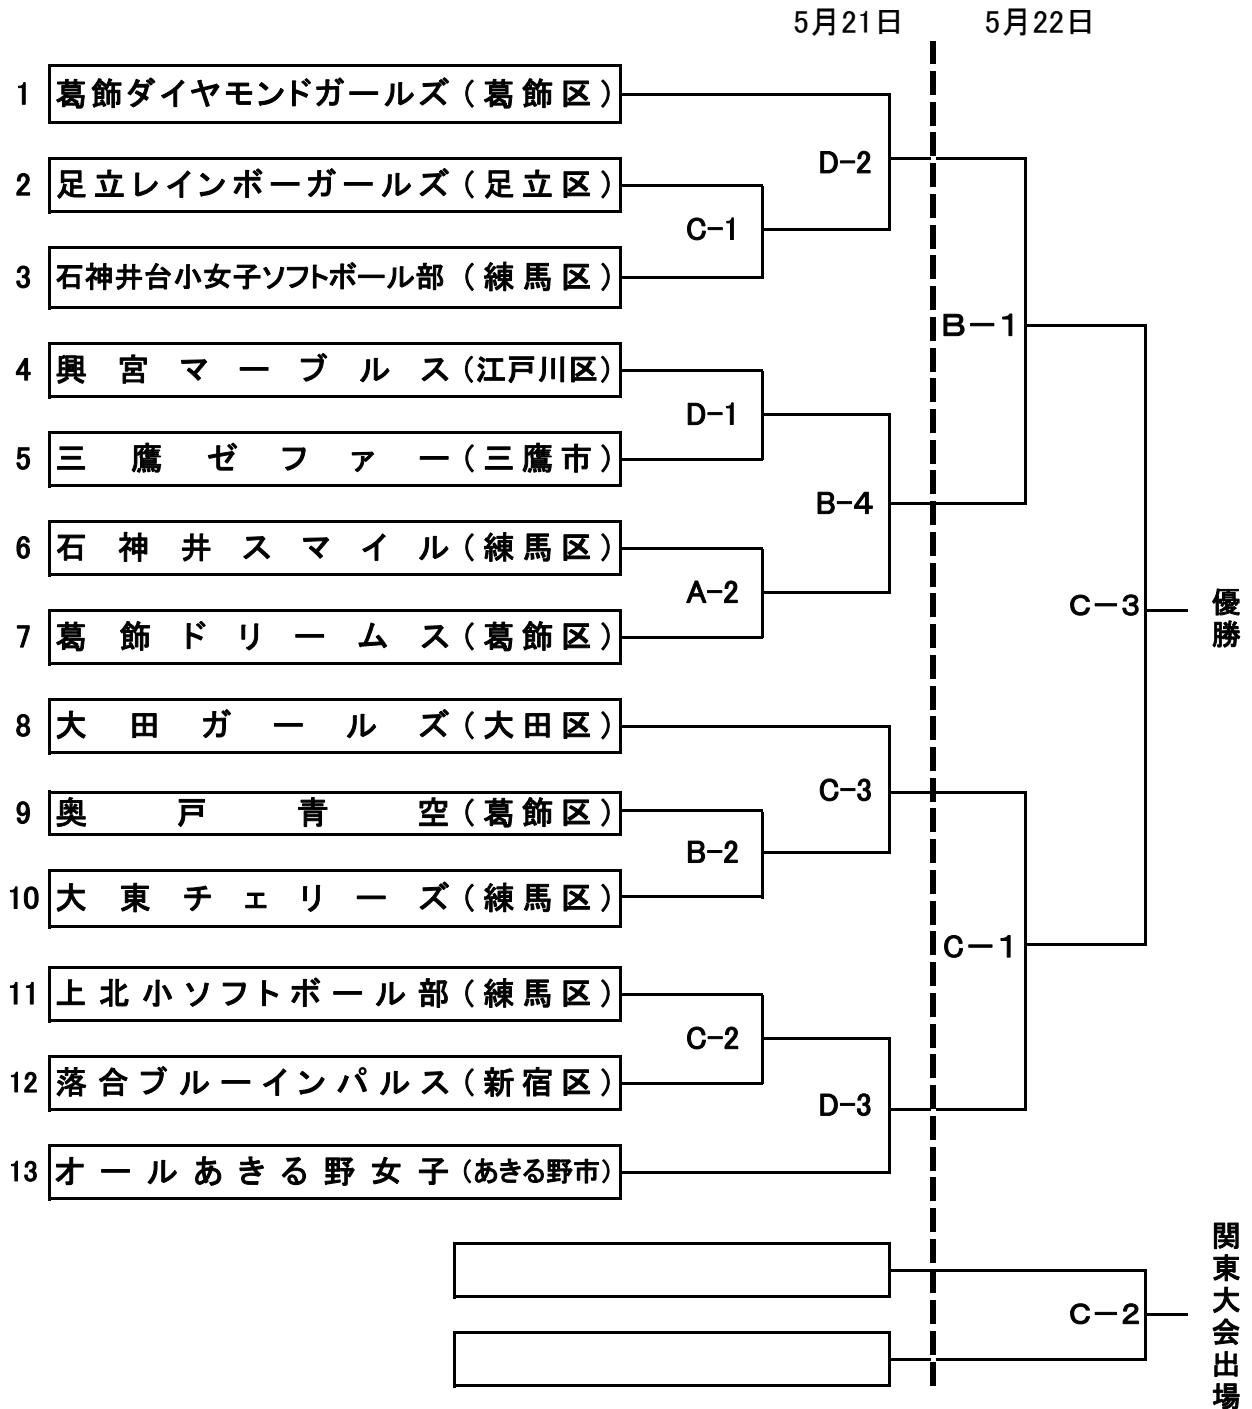 5月21日 5月22日
1 葛飾ダイヤモンドガールズ(葛飾区)
D-2
2 足立レインボーガールズ(足立区)
C-1
3 石神井台小女子ソフトボール部(練馬区)
B-1
4 興宮マーブルス(江戸川区)
D-1
5 三鷹ゼファー(三鷹市)
B-4
6 石神井スマイル(練馬区)
A-2
C-3 優勝
7 葛飾ドリームス(葛飾区)
8 大田ガールズ(大田区)
C-3
9 奥戸青空(葛飾区)
B-2
10 大東チェリーズ(練馬区)
C-1
11 上北小ソフトボール部(練馬区)
C-2
12 落合ブルーインパルス(新宿区)
D-3
13 オールあきる野女子(あきる野市)
C-2 関東大会出場